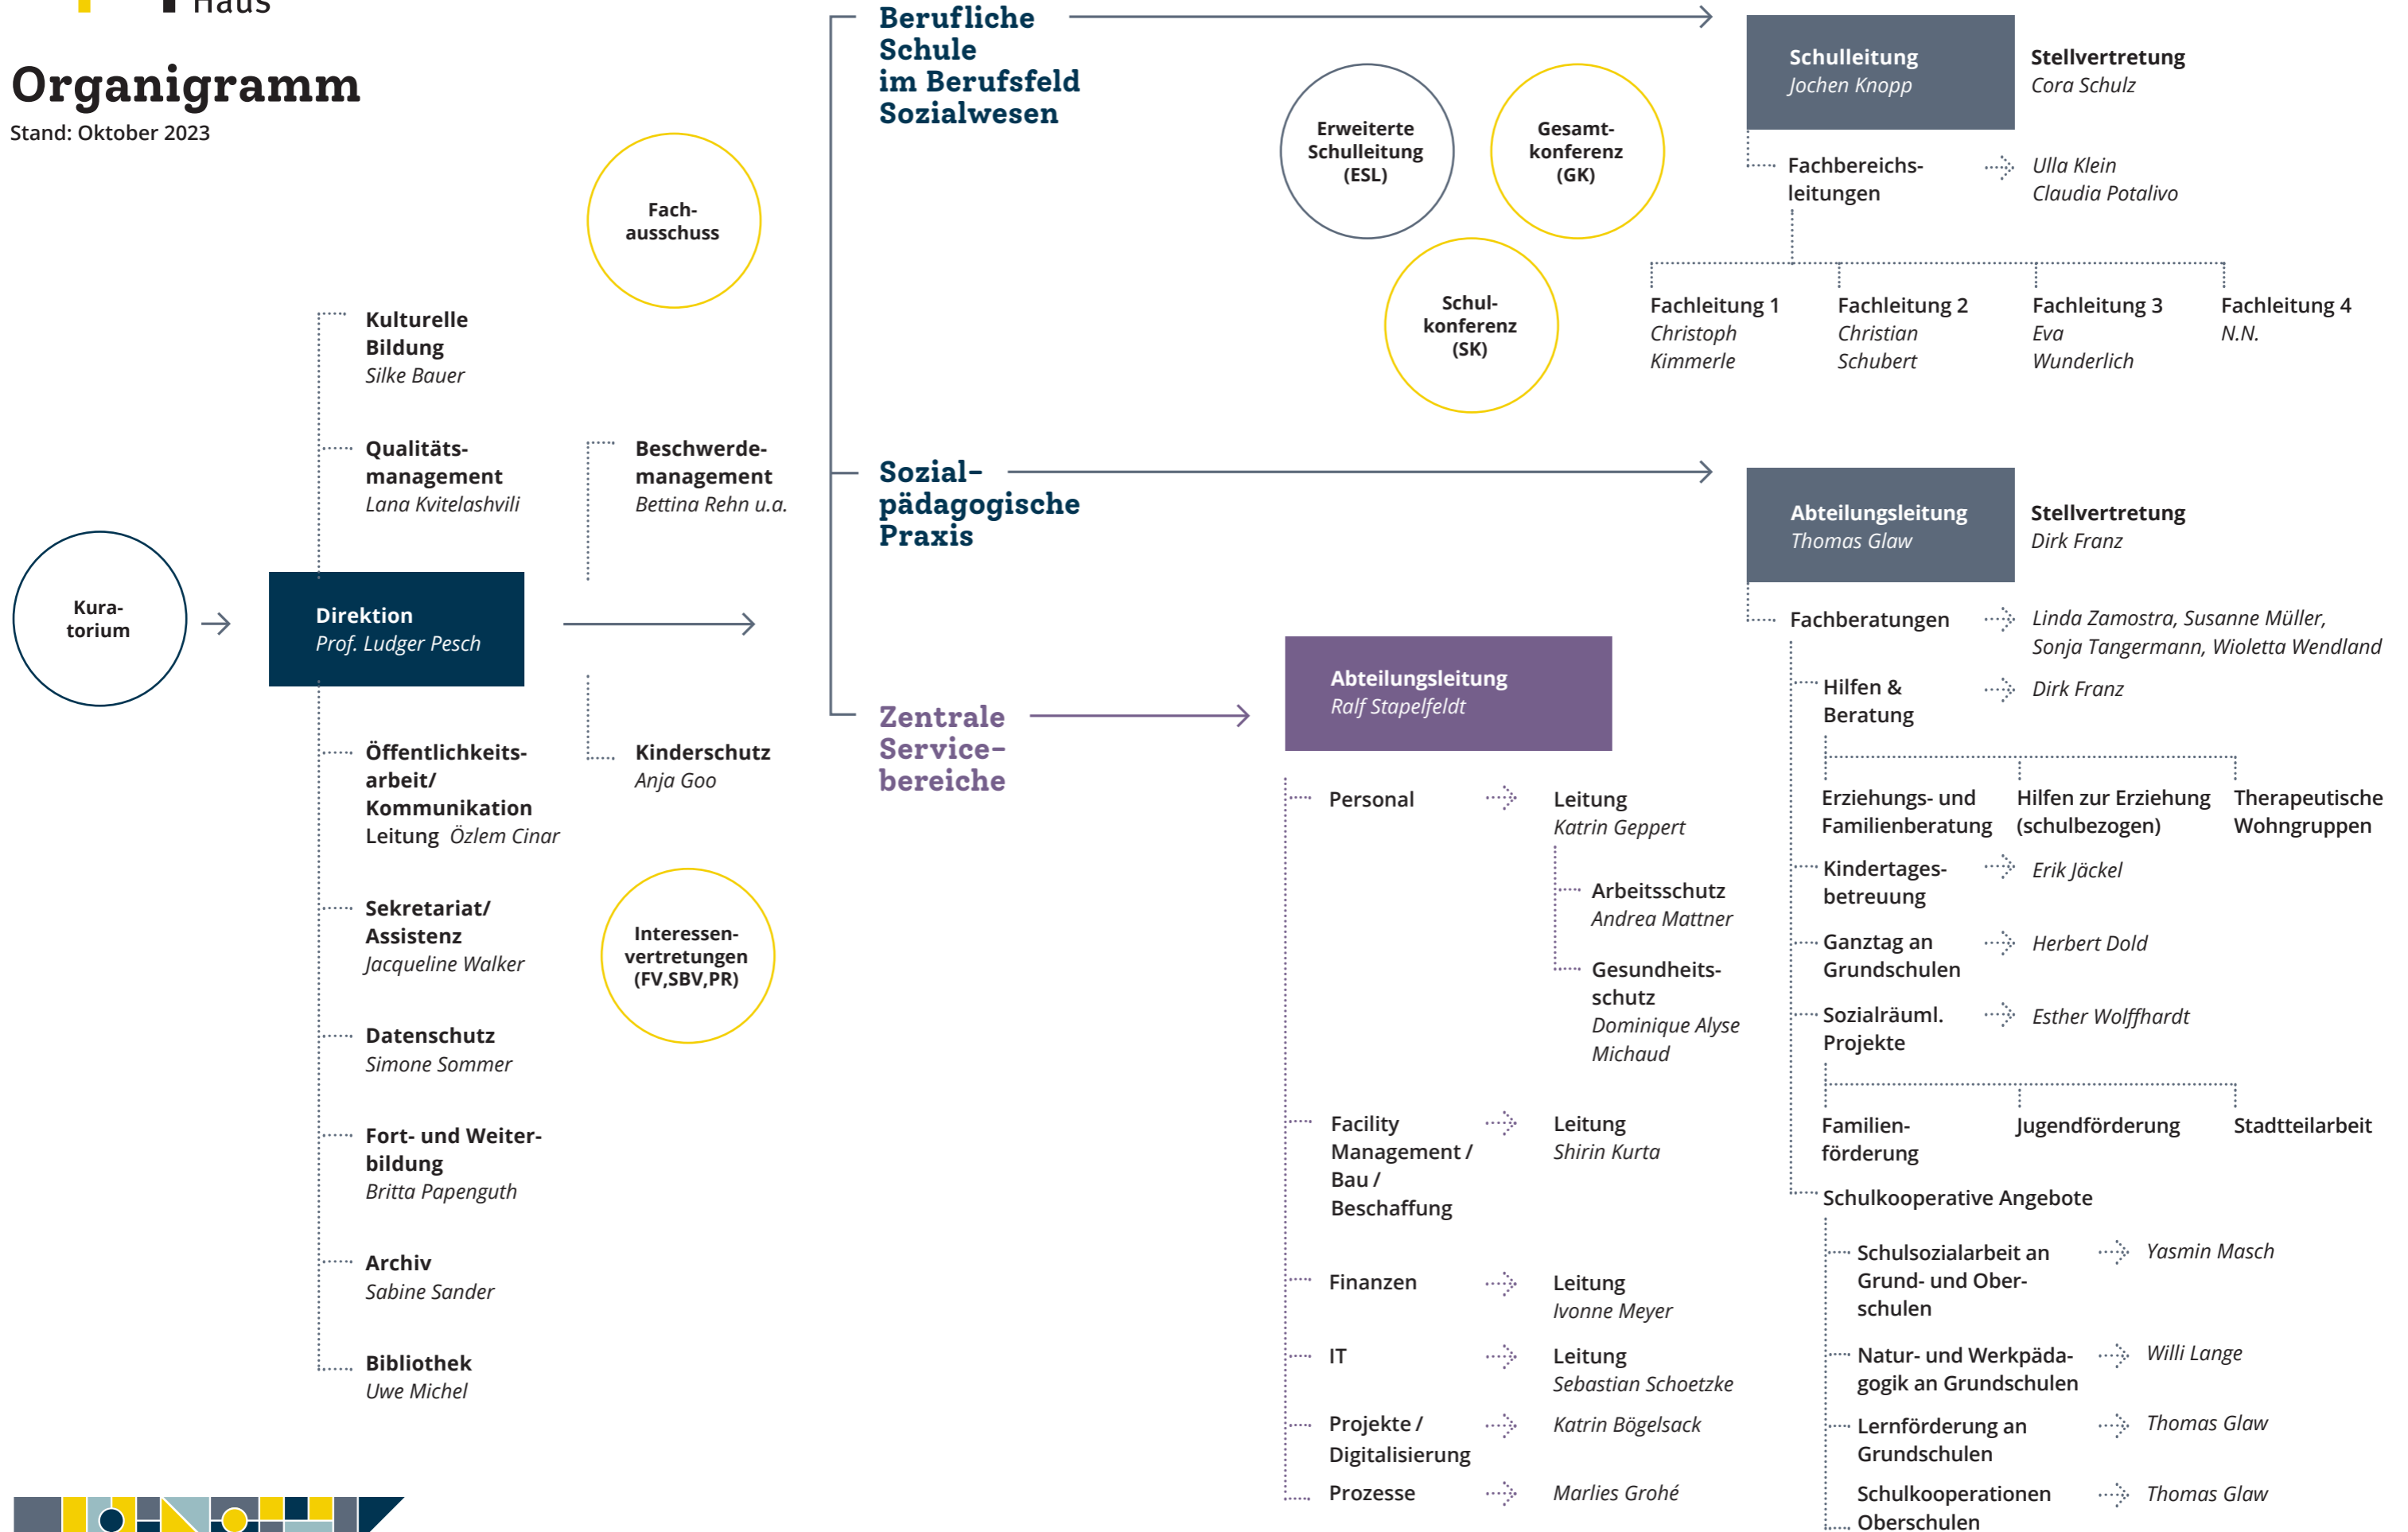 Haus
Organigramm
Stand: Oktober 2023
Kura-
torium
Direktion
Prof. Ludger Pesch
Kulturelle
Bildung
Silke Bauer
Qualitäts-
management
Lana Kvitelashvili
Öffentlichkeits-
arbeit/
Kommunikation
Leitung Özlem Cinar
Sekretariat/
Assistenz
Jacqueline Walker
Datenschutz
Simone Sommer
Fort- und Weiter-
bildung
Britta Papenguth
Archiv
Sabine Sander
Bibliothek
Uwe Michel
Fach-
ausschuss
Beschwerde-
management
Bettina Rehn u.a.
Kinderschutz
Anja Goo
Interessen-
vertretungen
(FV,SBV,PR)
Berufliche
Schule
im Berufsfeld
Sozialwesen
Erweiterte
Schulleitung
(ESL)
Gesamt-
konferenz
(GK)
Schul-
konferenz
(SK)
Schulleitung
Jochen Knopp
Stellvertretung
Cora Schulz
Fachbereichs-
leitungen
Ulla Klein
Claudia Potalivo
Fachleitung 1
Christoph
Kimmerle
Fachleitung 2
Christian
Schubert
Fachleitung 3
Eva
Wunderlich
Fachleitung 4
N.N.
Sozial-
pädagogische
Praxis
Abteilungsleitung
Thomas Glaw
Stellvertretung
Dirk Franz
Fachberatungen
Linda Zamostra, Susanne Müller,
Sonja Tangermann, Wioletta Wendland
Hilfen &
Beratung
Dirk Franz
Erziehungs- und
Familienberatung
Hilfen zur Erziehung
(schulbezogen)
Therapeutische
Wohngruppen
Kindertages-
betreuung
Erik Jäckel
Ganztag an
Grundschulen
Herbert Dold
Sozialräuml.
Projekte
Esther Wolffhardt
Familien-
förderung
Jugendförderung
Stadtteilarbeit
Schulkooperative Angebote
Schulsozialarbeit an
Grund- und Ober-
schulen
Yasmin Masch
Natur- und Werkpäda-
gogik an Grundschulen
Willi Lange
Lernförderung an
Grundschulen
Thomas Glaw
Schulkooperationen
Oberschulen
Thomas Glaw
Zentrale
Service-
bereiche
Abteilungsleitung
Ralf Stapelfeldt
Personal
Leitung
Katrin Geppert
Arbeitsschutz
Andrea Mattner
Gesundheits-
schutz
Dominique Alyse
Michaud
Facility
Management /
Bau /
Beschaffung
Leitung
Shirin Kurta
Finanzen
Leitung
Ivonne Meyer
IT
Leitung
Sebastian Schoetzke
Projekte /
Digitalisierung
Katrin Bögelsack
Prozesse
Marlies Grohé